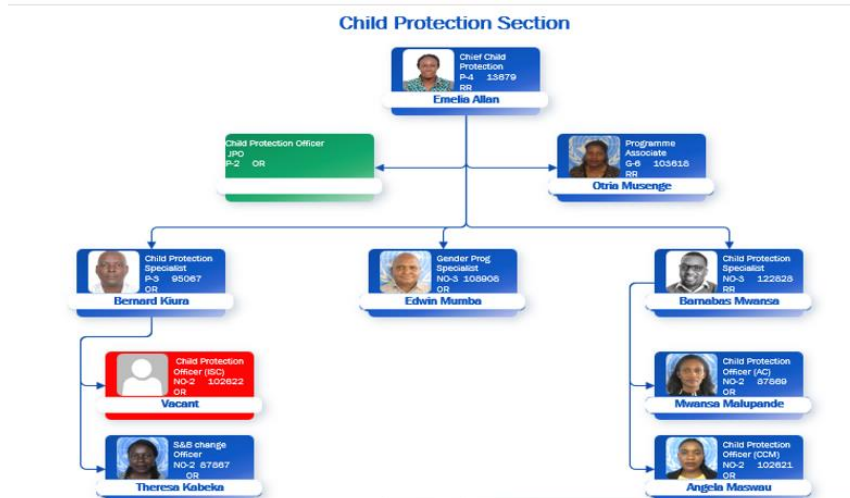 Child Protection Section
Chief Child
Protection
P-4 13679
RR
Emelia Allan
Child Protection Officer
JPO
P-2 OR
Programme
Associate
G-6 103618
RR
Otria Musenge
Child Protection
Specialist
P-3 95067
OR
Bernard Kiura
Gender Prog
Specialist
NO-3 108908
OR
Edwin Mumba
Child Protection
Specialist
NO-3 122828
RR
Barnabas Mwansa
Child Protection
Officer (ISC)
NO-2 102622
OR
Vacant
Child Protection
Officer (AC)
NO-2 87869
OR
Mwansa Malupande
S&B change
Officer
NO-2 87867
OR
Theresa Kabeka
Child Protection
Officer (CCM)
NO-2 102621
OR
Angela Maswau